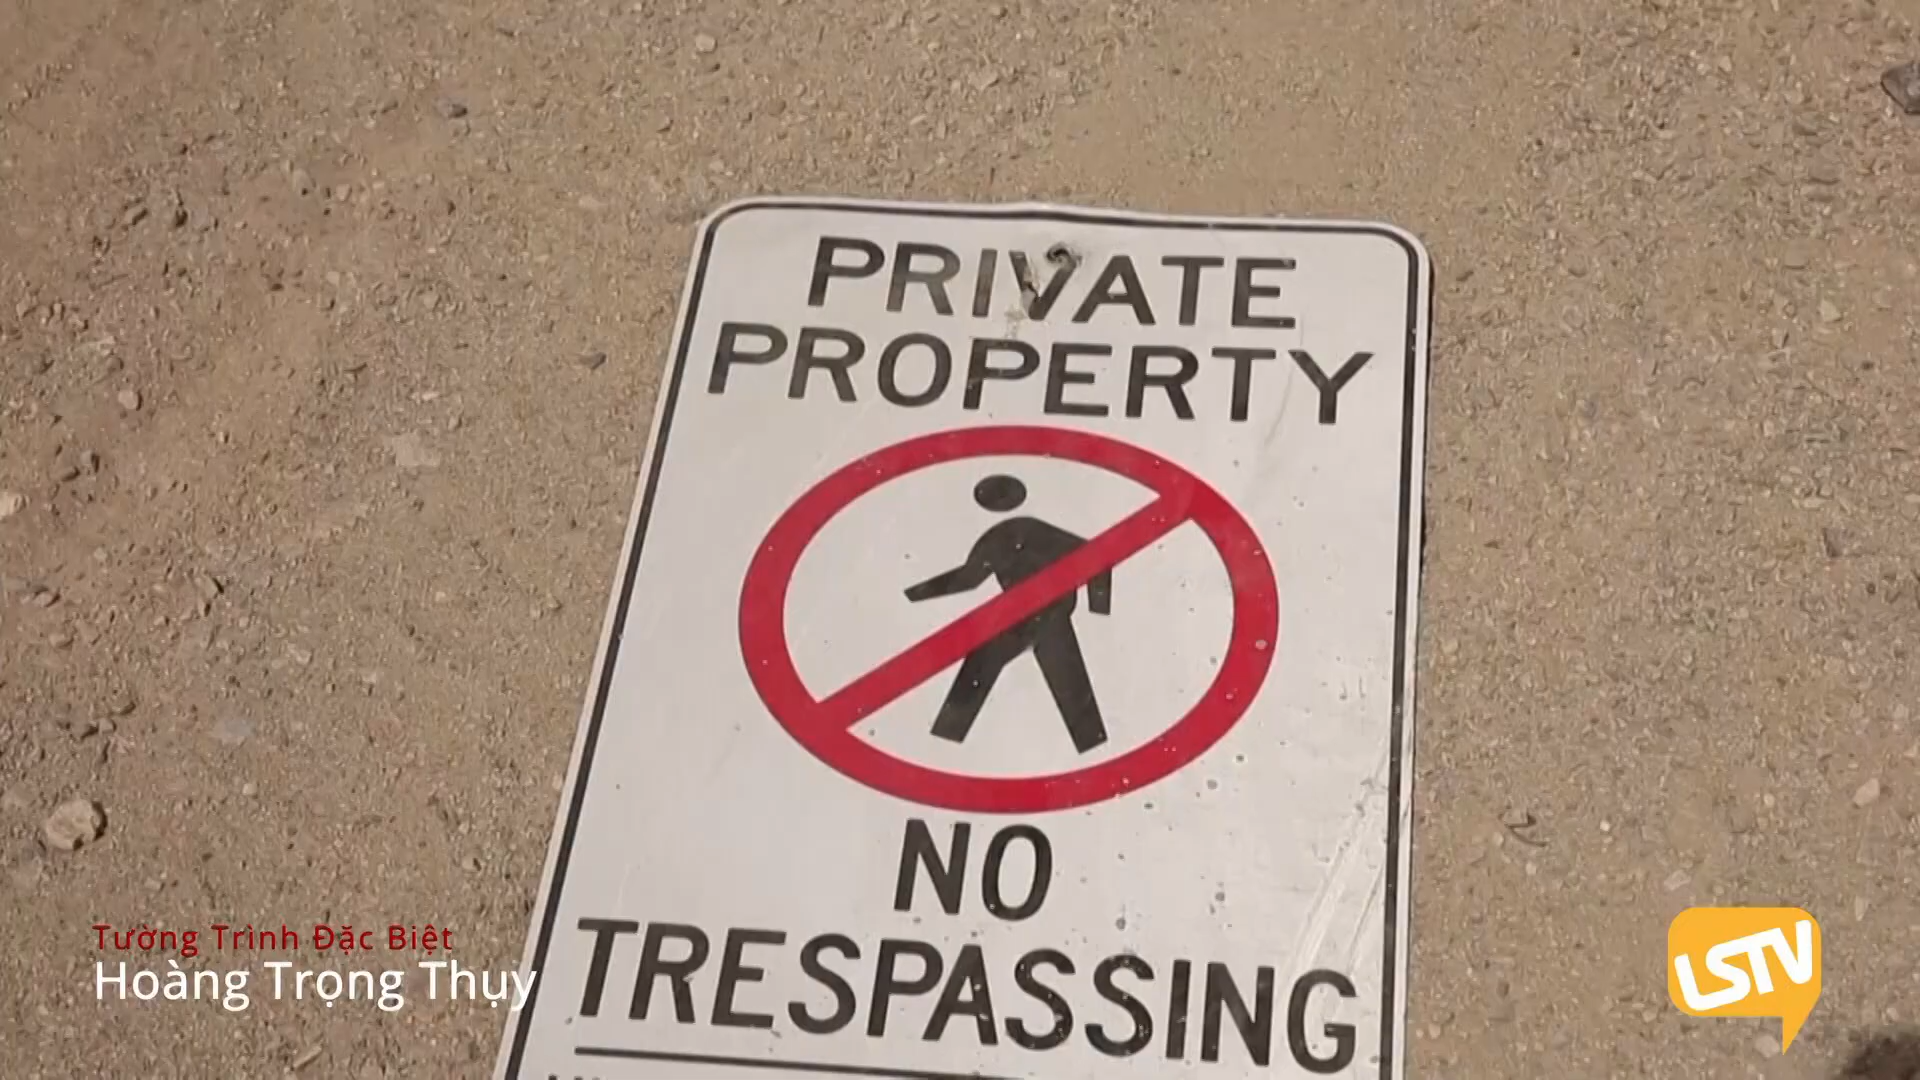 PRIVATE
PROPERTY
NO
TRESPASSING
Tường Trình Đặc Biệt
Hoàng Trọng Thụy
LSTV